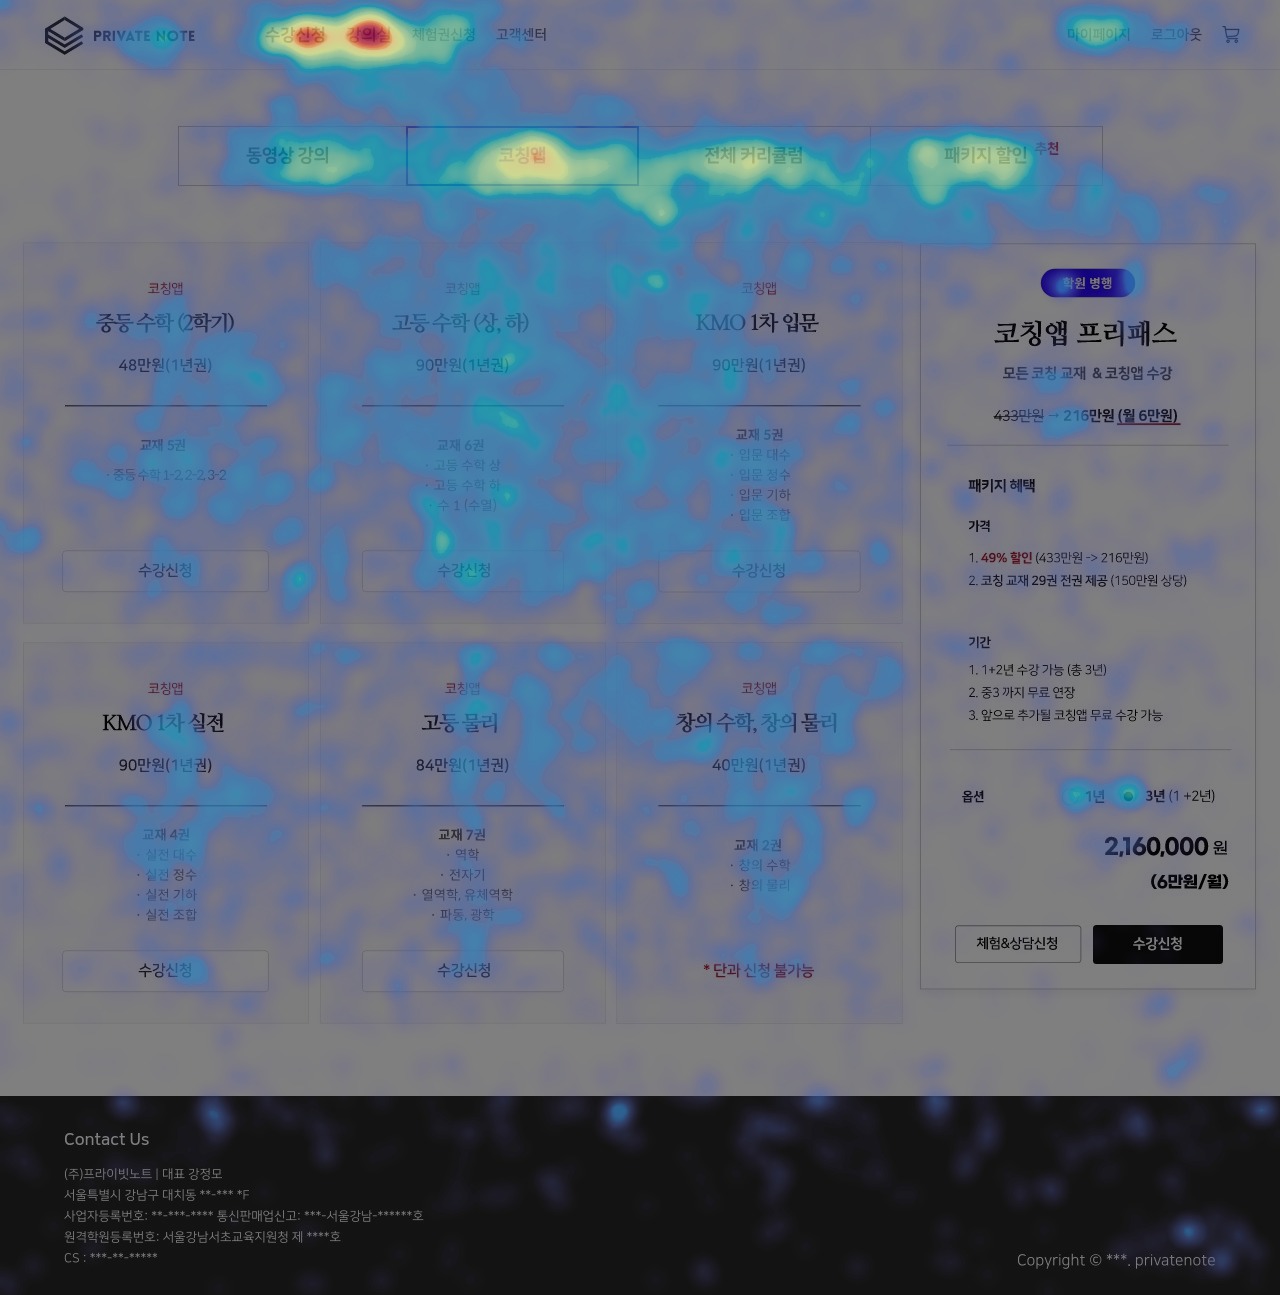 PRIVATE NOTE
수강신청 강의실 체험권신청 고객센터
마이페이지 로그아웃
동영상 강의 코칭앱 전체 커리큘럼 패키지 할인 추천
코칭앱
중등 수학 (2학기)
48만원(1년권)
교재 5권
· 중등수학 1-2, 2-2, 3-2
수강신청
코칭앱
고등 수학 (상, 하)
90만원(1년권)
교재 6권
· 고등 수학 상
· 고등 수학 하
· 수 1 (수열)
수강신청
코칭앱
KMO 1차 입문
90만원(1년권)
교재 5권
· 입문 대수
· 입문 정수
· 입문 기하
· 입문 조합
수강신청
학원 병행
코칭앱 프리패스
모든 코칭 교재 & 코칭앱 수강
433만원 → 216만원 (월 6만원)
패키지 혜택
가격
1. 49% 할인 (433만원 -> 216만원)
2. 코칭 교재 29권 전권 제공 (150만원 상당)
기간
1. 1+2년 수강 가능 (총 3년)
2. 중3 까지 무료 연장
3. 앞으로 추가될 코칭앱 무료 수강 가능
옵션 1년 3년 (1 +2년)
2,160,000 원
(6만원/월)
체험&상담신청 수강신청
코칭앱
KMO 1차 실전
90만원(1년권)
교재 4권
· 실전 대수
· 실전 정수
· 실전 기하
· 실전 조합
수강신청
코칭앱
고등 물리
84만원(1년권)
교재 7권
· 역학
· 전자기
· 열역학, 유체역학
· 파동, 광학
수강신청
코칭앱
창의 수학, 창의 물리
40만원(1년권)
교재 2권
· 창의 수학
· 창의 물리
* 단과 신청 불가능
Contact Us
(주)프라이빗노트 | 대표 강정모
서울특별시 강남구 대치동 **-*** *F
사업자등록번호: **-***-**** 통신판매업신고: ***-서울강남-******호
원격학원등록번호: 서울강남서초교육지원청 제 ****호
CS : ***-**-*****
Copyright © ***. privatenote